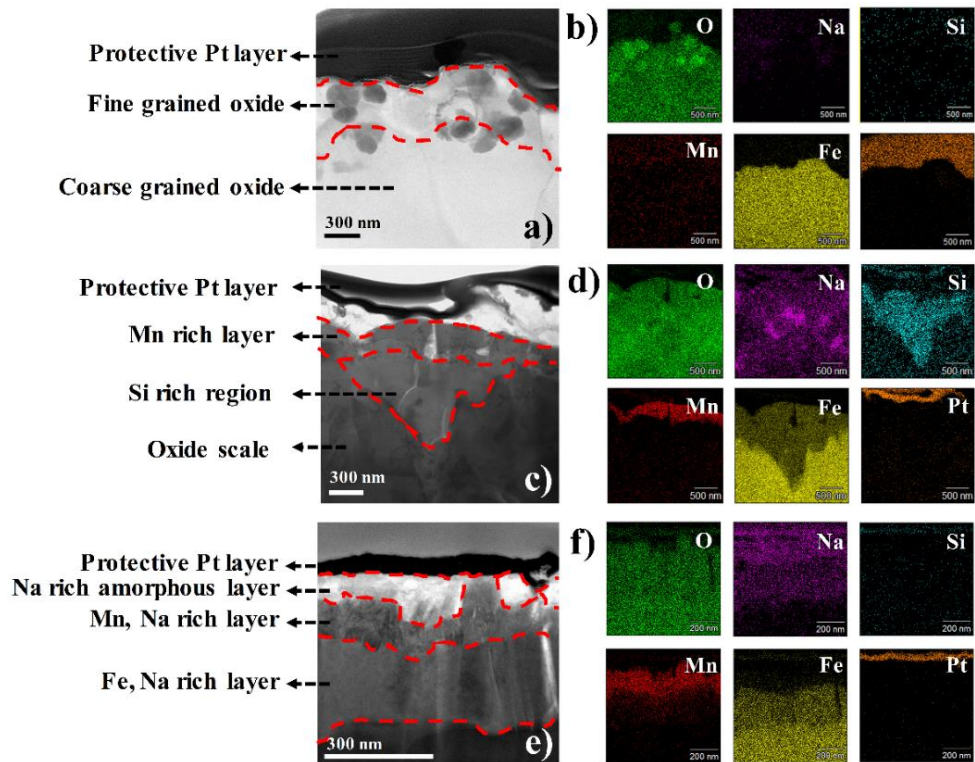 Protective Pt layer
Fine grained oxide
Coarse grained oxide
300 nm
a)
b)
O
500 nm
Na
500 nm
Si
500 nm
Mn
500 nm
Fe
500 nm
500 nm
Protective Pt layer
Mn rich layer
Si rich region
Oxide scale
300 nm
c)
d)
O
500 nm
Na
500 nm
Si
500 nm
Mn
500 nm
Fe
500 nm
Pt
500 nm
Protective Pt layer
Na rich amorphous layer
Mn, Na rich layer
Fe, Na rich layer
300 nm
e)
f)
O
200 nm
Na
200 nm
Si
200 nm
Mn
200 nm
Fe
200 nm
Pt
200 nm